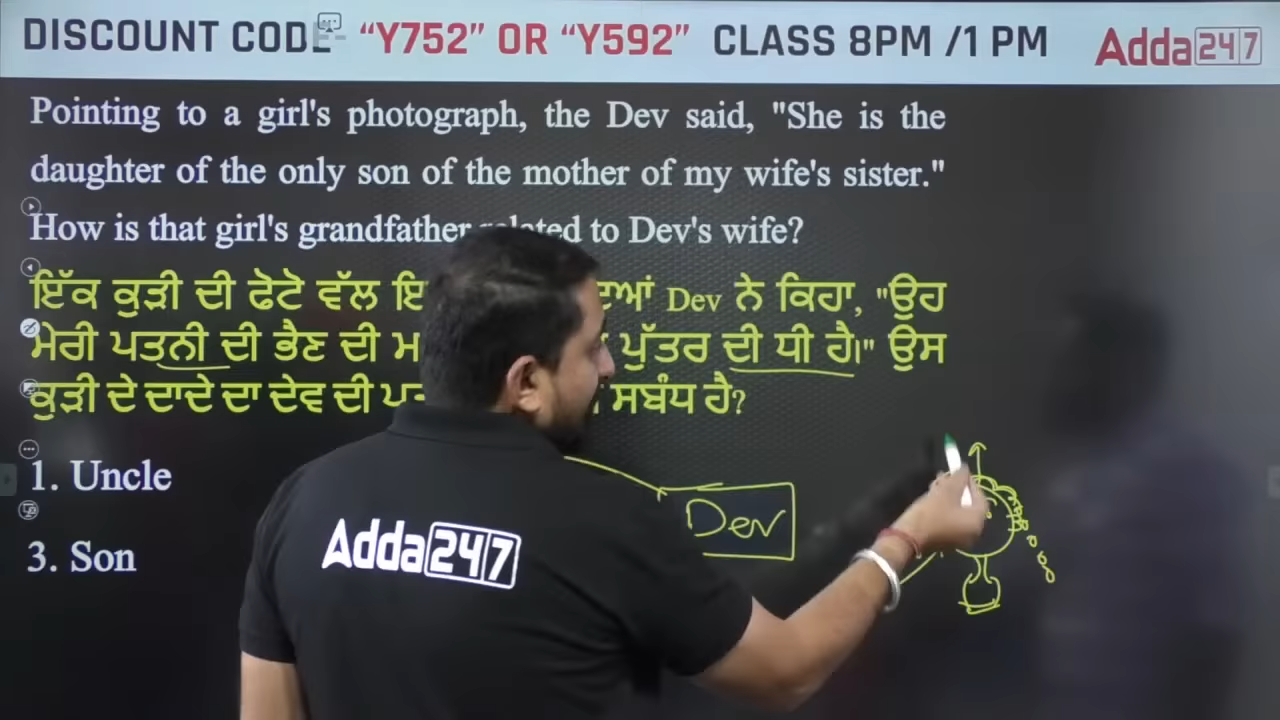 DISCOUNT CODE "Y752" OR "Y592" CLASS 8PM /1 PM Adda247
Pointing to a girl's photograph, the Dev said, "She is the
daughter of the only son of the mother of my wife's sister."
How is that girl's grandfather related to Dev's wife?
ਇੱਕ ਕੁੜੀ ਦੀ ਫੋਟੋ ਵੱਲ Dev ਨੇ ਕਿਹਾ, "ਉਹ
ਮੇਰੀ ਪਤਨੀ ਦੀ ਭੈਣ ਦੀ ਪੁੱਤਰ ਦੀ ਧੀ ਹੈ।" ਉਸ
ਕੁੜੀ ਦੇ ਦਾਦੇ ਦਾ ਦੇਵ ਦੀ ਸਬੰਧ ਹੈ?
1. Uncle
Dev
3. Son
Adda247